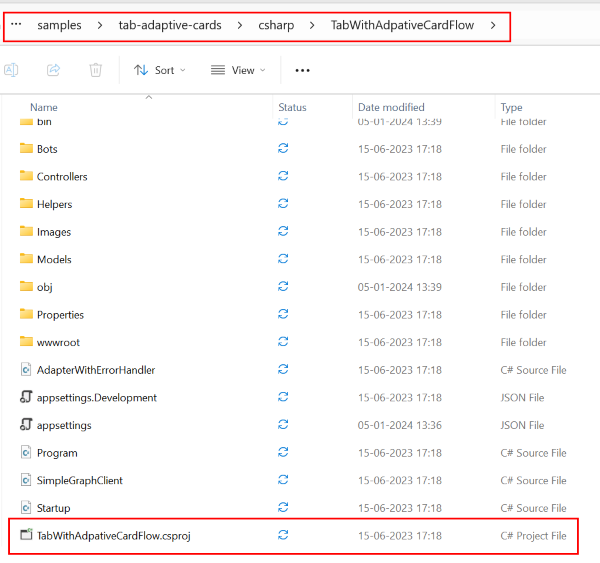 ... samples > tab-adaptive-cards > csharp > TabWithAdpativeCardFlow >
Sort View ...
Name Status Date modified Type
bin 05-01-2024 13:39 File folder
Bots 15-06-2023 17:18 File folder
Controllers 15-06-2023 17:18 File folder
Helpers 15-06-2023 17:18 File folder
Images 15-06-2023 17:18 File folder
Models 15-06-2023 17:18 File folder
obj 05-01-2024 13:39 File folder
Properties 15-06-2023 17:18 File folder
wwwroot 15-06-2023 17:18 File folder
AdapterWithErrorHandler 15-06-2023 17:18 C# Source File
appsettings.Development 15-06-2023 17:18 JSON File
appsettings 05-01-2024 13:36 JSON File
Program 15-06-2023 17:18 C# Source File
SimpleGraphClient 15-06-2023 17:18 C# Source File
Startup 15-06-2023 17:18 C# Source File
TabWithAdpativeCardFlow.csproj 15-06-2023 17:18 C# Project File